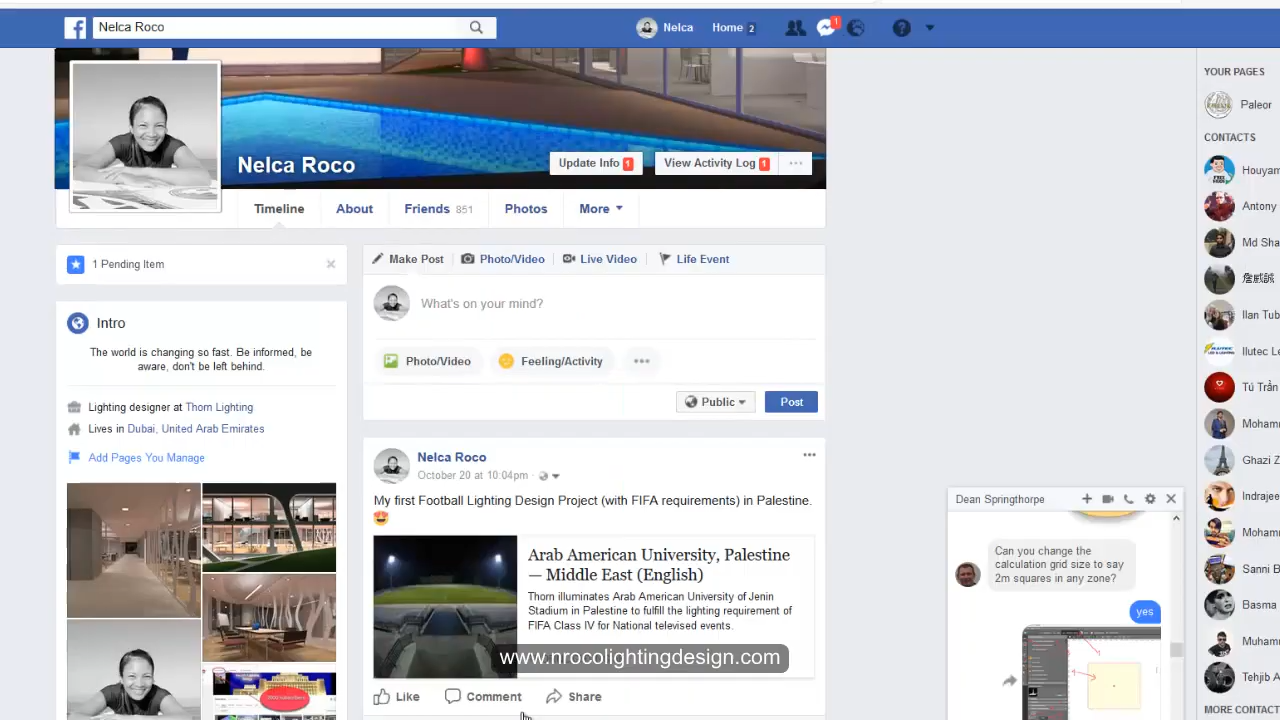 Nelca Roco
Nelca
Home 2
1
Nelca Roco
Update Info 1
View Activity Log 1
Timeline
About
Friends 851
Photos
More
1 Pending Item
Intro
The world is changing so fast. Be informed, be
aware, don't be left behind.
Lighting designer at Thorn Lighting
Lives in Dubai, United Arab Emirates
Add Pages You Manage
Make Post
Photo/Video
Live Video
Life Event
What's on your mind?
Photo/Video
Feeling/Activity
Public
Post
Nelca Roco
October 20 at 10:04pm
My first Football Lighting Design Project (with FIFA requirements) in Palestine.
Arab American University, Palestine
— Middle East (English)
Thorn illuminates Arab American University of Jenin
Stadium in Palestine to fulfill the lighting requirement of
FIFA Class IV for National televised events.
www.nrocolightingdesign.com
Like
Comment
Share
Dean Springthorpe
Can you change the
calculation grid size to say
2m squares in any zone?
yes
YOUR PAGES
Paleor
CONTACTS
Houyam
Antony
Md Sha
Ilan Tub
Ilutec Le
Tú Trần
Mohamm
Ghazi Z
Indrajee
Mohamm
Sanni B
Basma
Muham
Tehj
MORE CONTACT